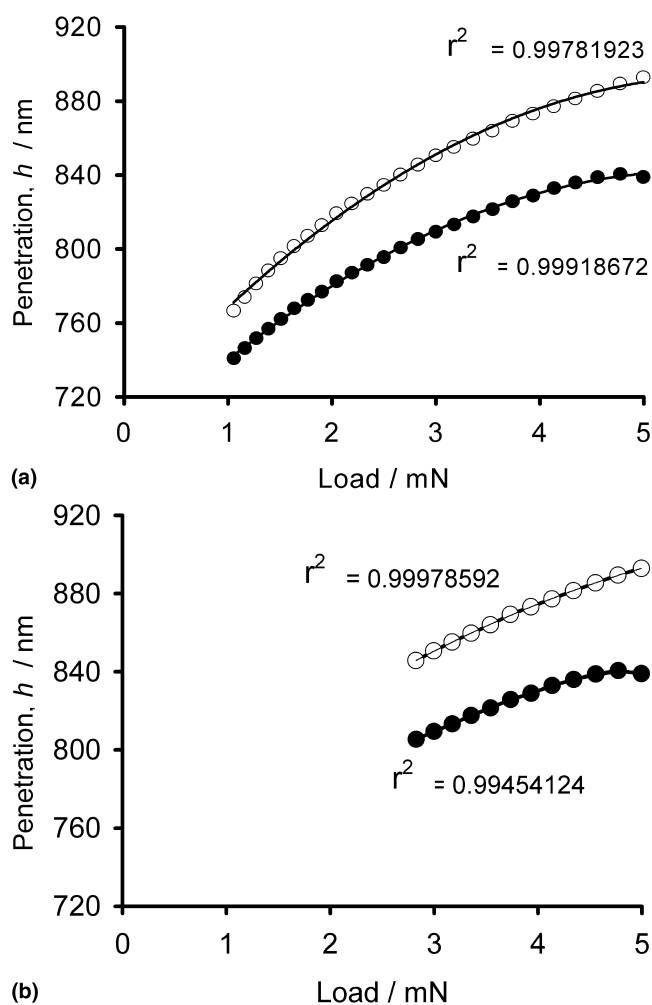 920
r² = 0.99781923
880
840
800
r² = 0.99918672
760
720
0 1 2 3 4 5
Penetration, h / nm
Load / mN
(a)
920
r² = 0.99978592
880
840
800
r² = 0.99454124
760
720
0 1 2 3 4 5
Penetration, h / nm
Load / mN
(b)